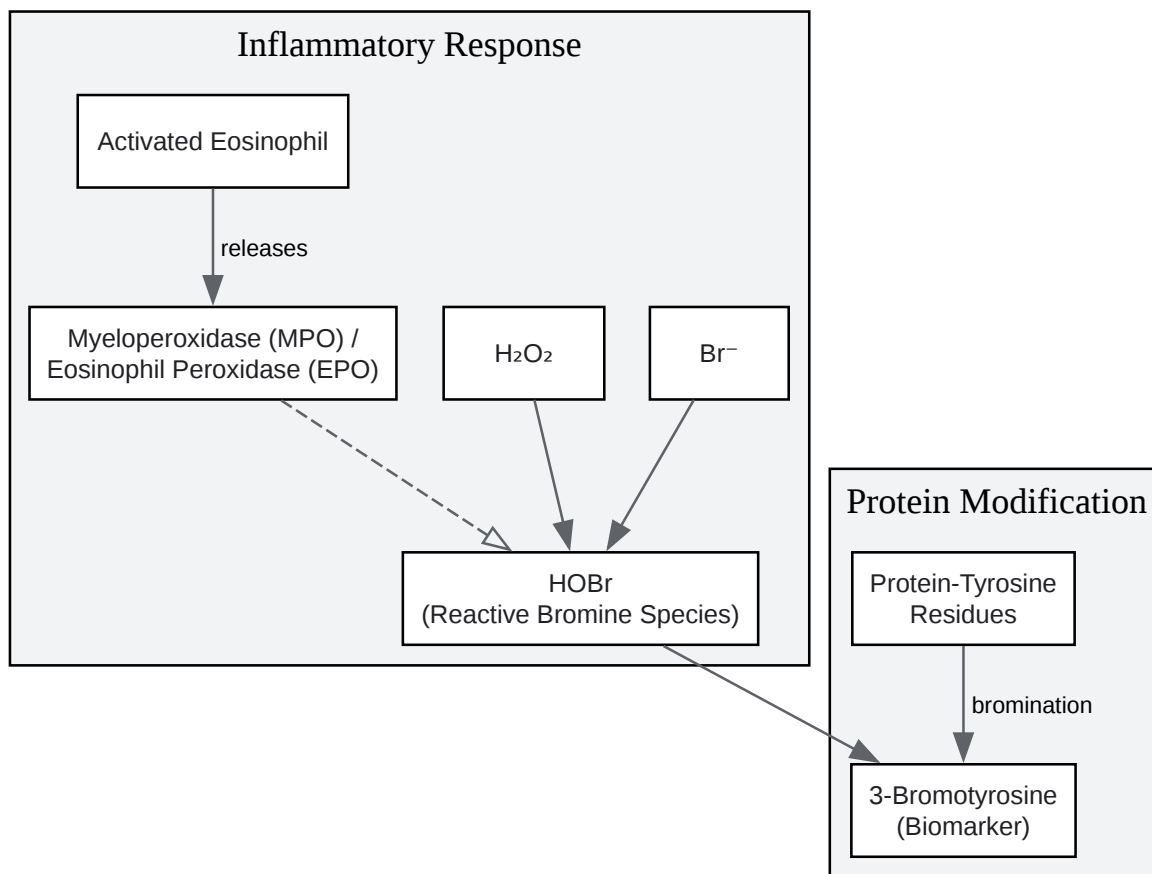 Inflammatory Response
Activated Eosinophil
releases
Myeloperoxidase (MPO) /
Eosinophil Peroxidase (EPO)
H₂O₂
Br⁻
HOBr
(Reactive Bromine Species)
Protein Modification
Protein-Tyrosine
Residues
bromination
3-Bromotyrosine
(Biomarker)